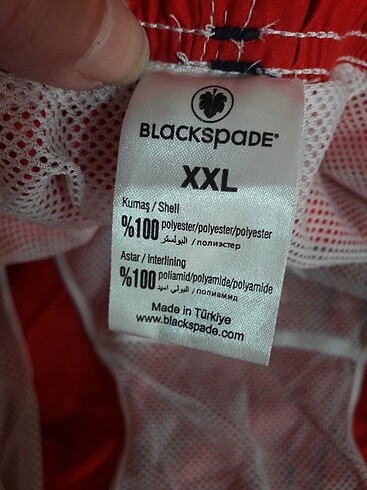 BLACKSPADE®
XXL
Kumaş / Shell
%100 polyester/polyester/polyester
البوليستر / полиэстер
Astar / Interlining
%100 poliamid/polyamide/polyamide
البولي اميد / полиамид
Made in Türkiye
www.blackspade.com